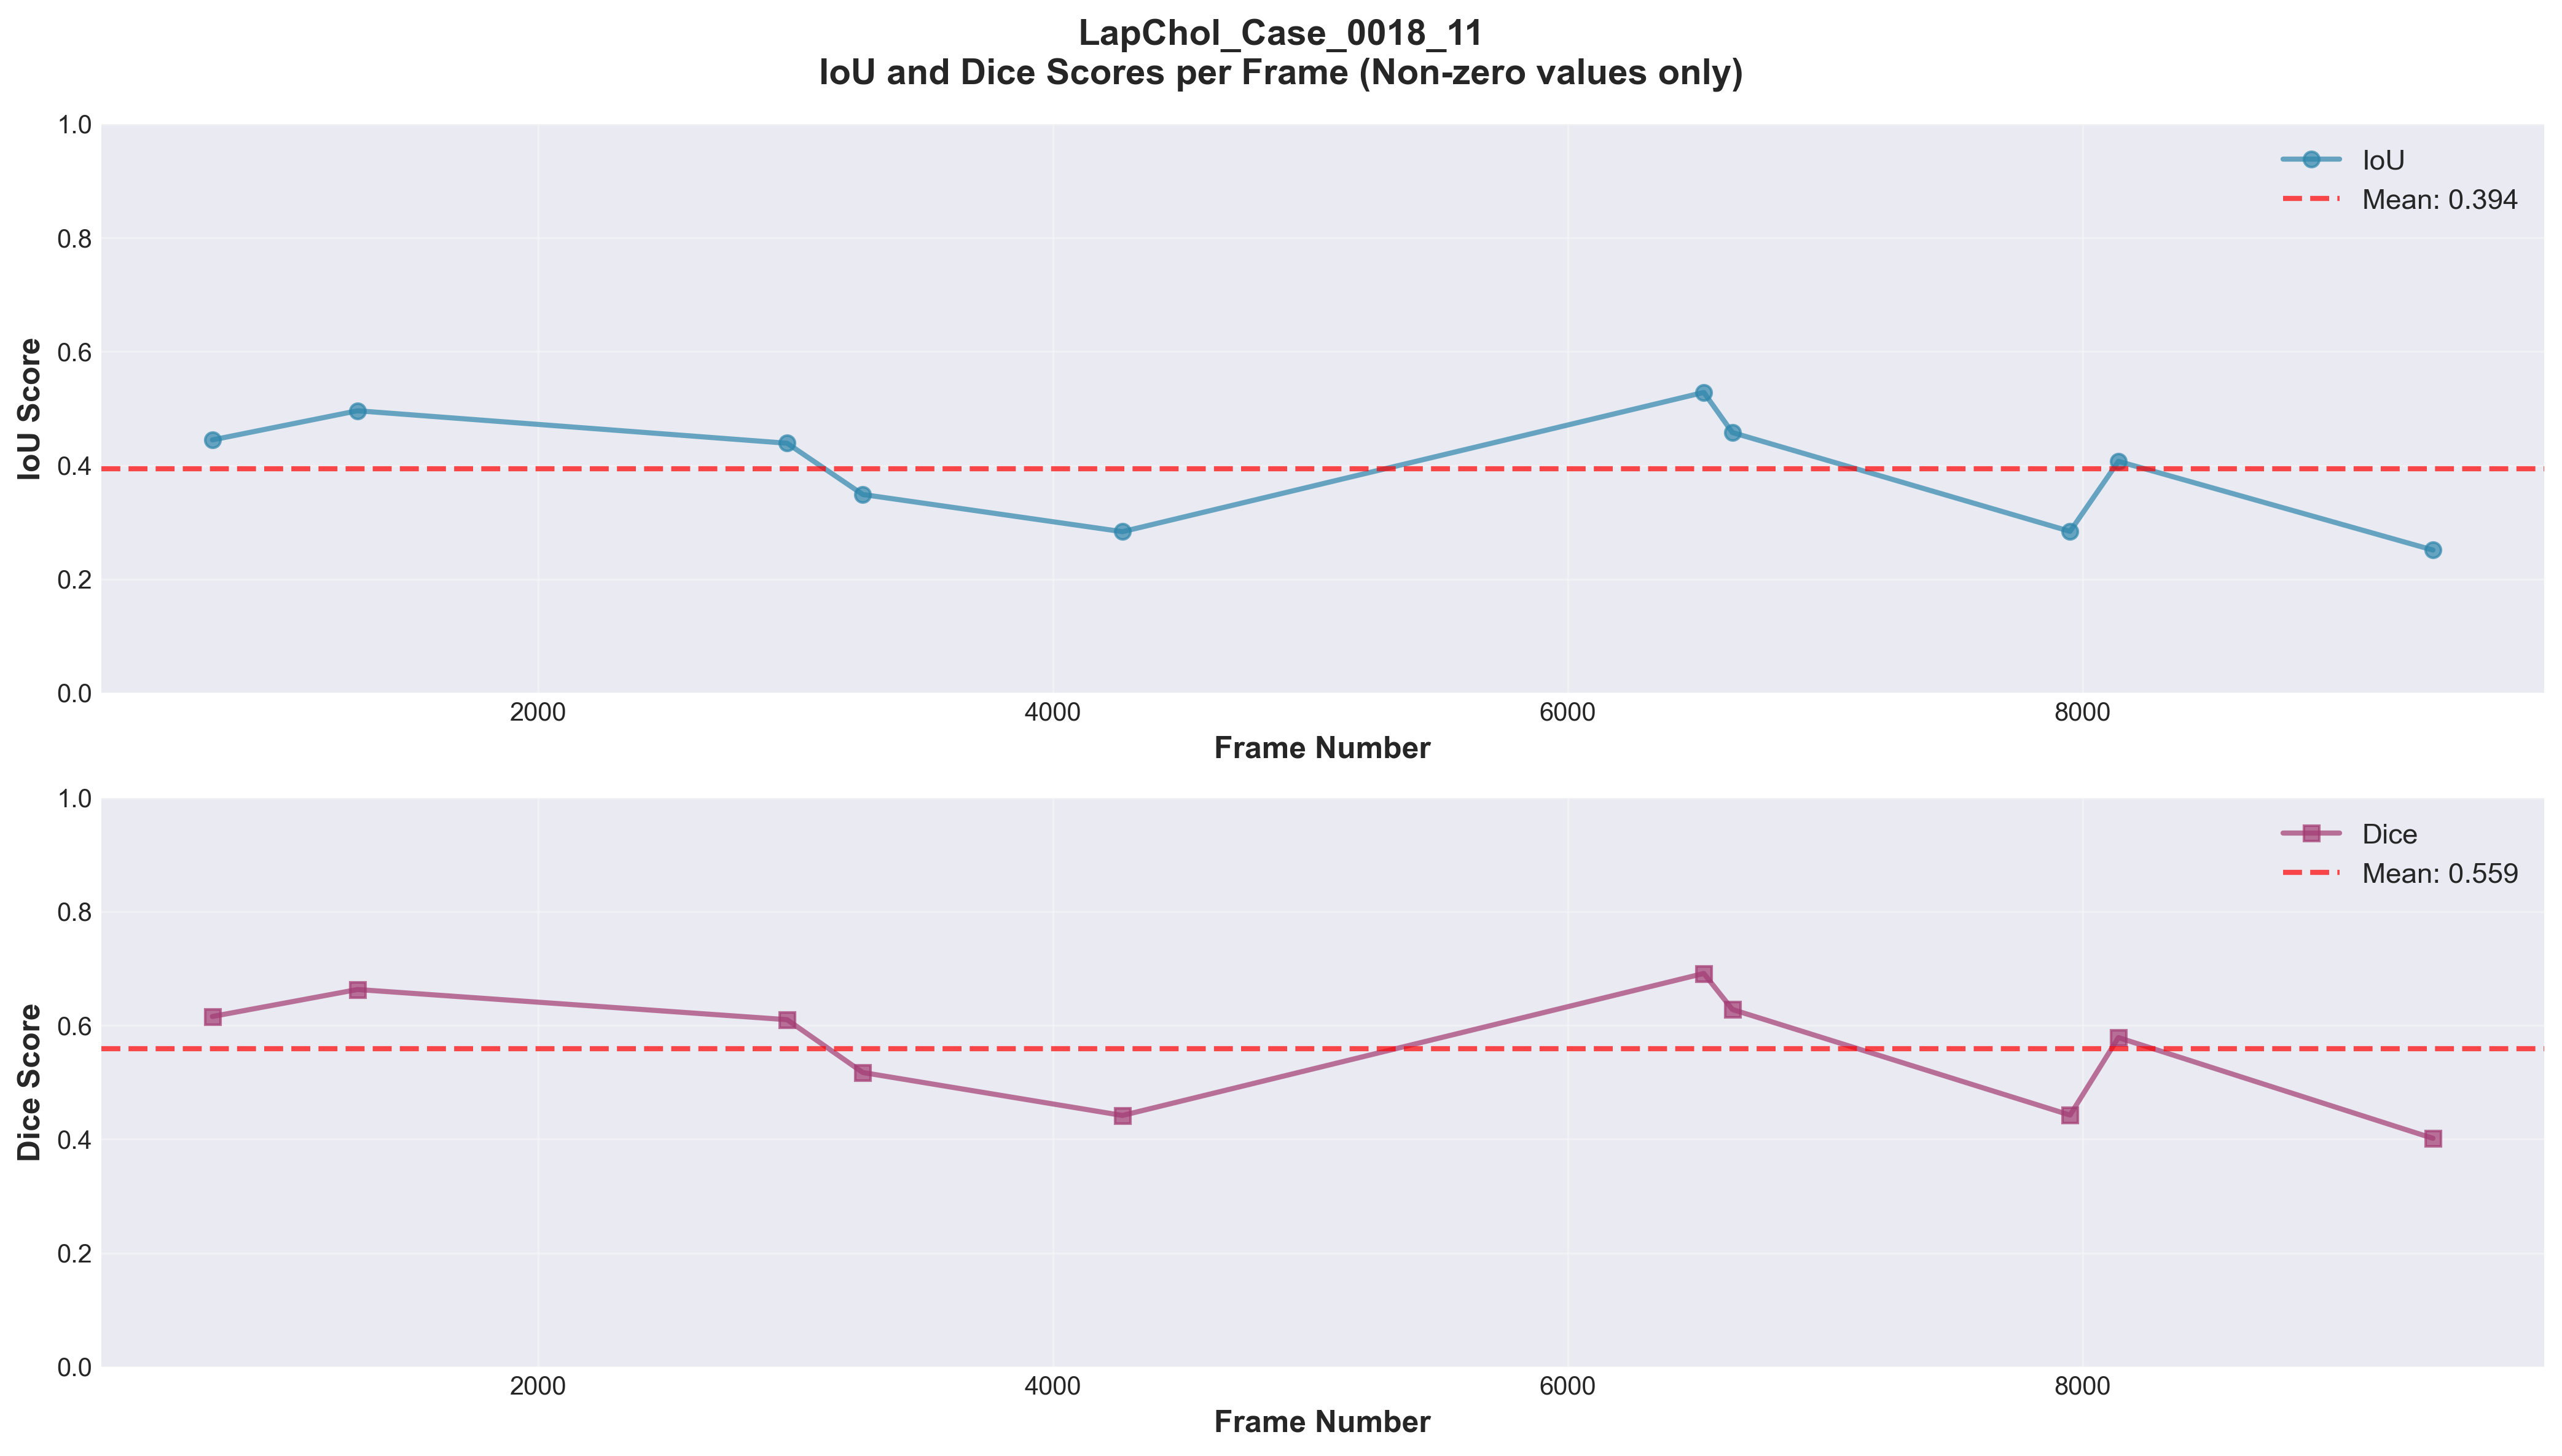 LapChol_Case_0018_11
IoU and Dice Scores per Frame (Non-zero values only)
1.0
0.8
0.6
0.4
0.2
0.0
IoU Score
IoU
Mean: 0.394
2000
4000
6000
8000
Frame Number
1.0
0.8
0.6
0.4
0.2
0.0
Dice Score
Dice
Mean: 0.559
2000
4000
6000
8000
Frame Number